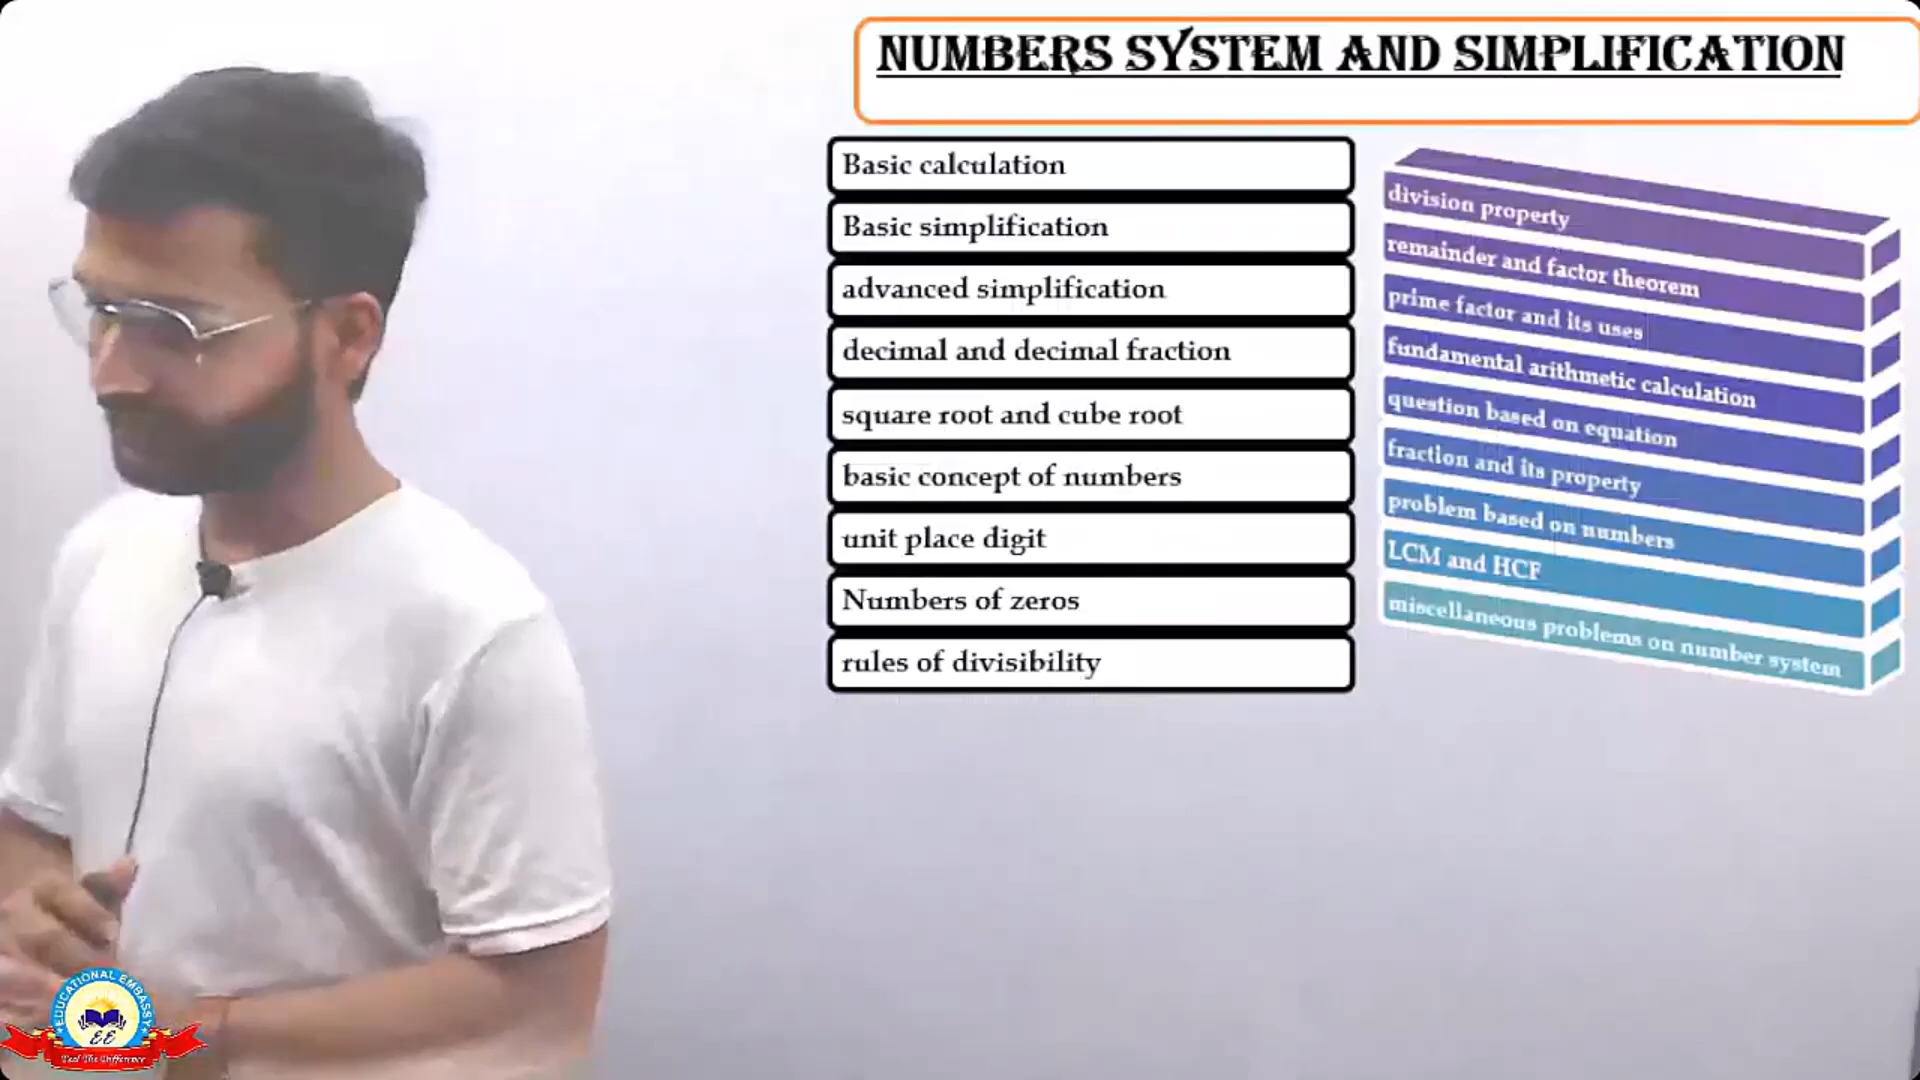 NUMBERS SYSTEM AND SIMPLIFICATION
Basic calculation
Basic simplification
advanced simplification
decimal and decimal fraction
square root and cube root
basic concept of numbers
unit place digit
Numbers of zeros
rules of divisibility
division property
remainder and factor theorem
prime factor and its uses
fundamental arithmetic calculation
question based on equation
fraction and its property
problem based on numbers
LCM and HCF
miscellaneous problems on number system
EDUCATIONAL EMBASSY
EE
Feel The Difference